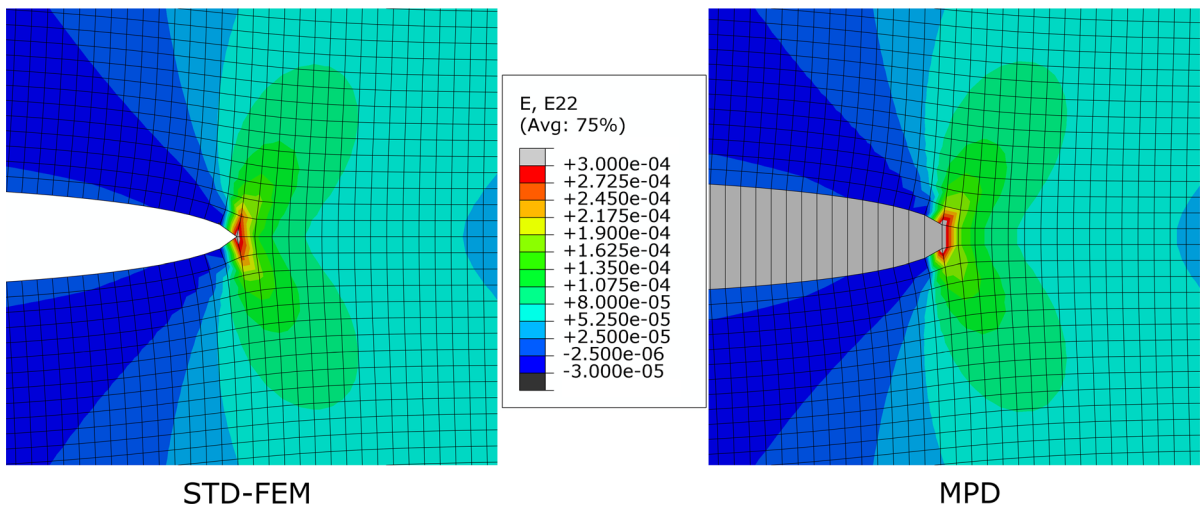 E, E22
(Avg: 75%)
+3.000e-04
+2.725e-04
+2.450e-04
+2.175e-04
+1.900e-04
+1.625e-04
+1.350e-04
+1.075e-04
+8.000e-05
+5.250e-05
+2.500e-05
-2.500e-06
-3.000e-05
STD-FEM
MPD